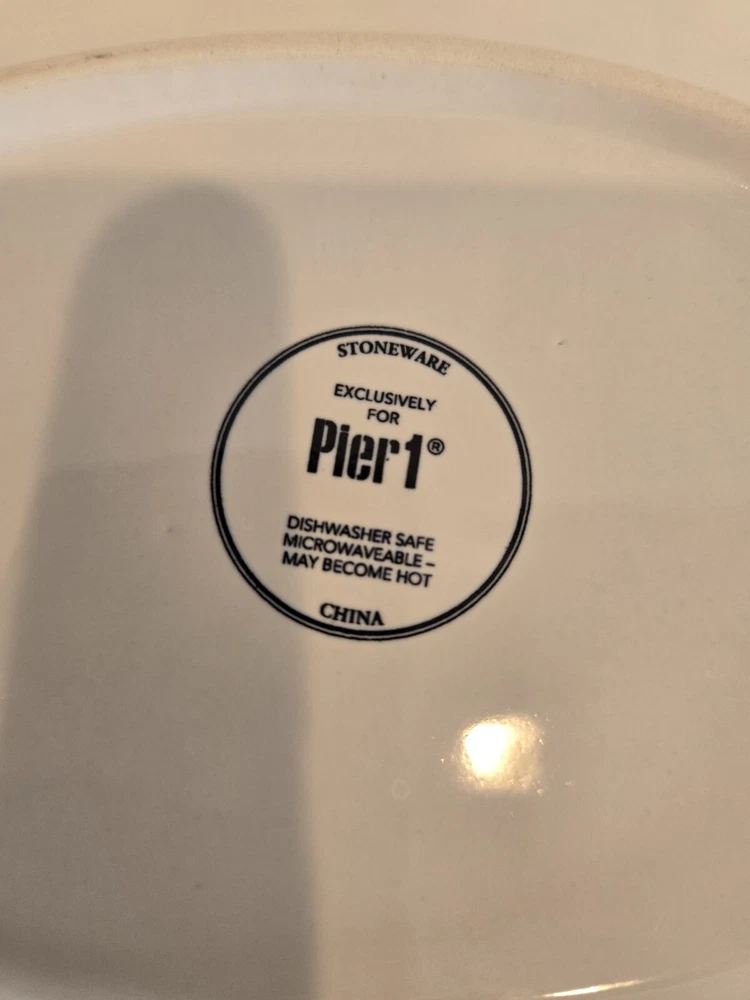 STONEWARE
EXCLUSIVELY
FOR
Pier1®
DISHWASHER SAFE
MICROWAVEABLE –
MAY BECOME HOT
CHINA